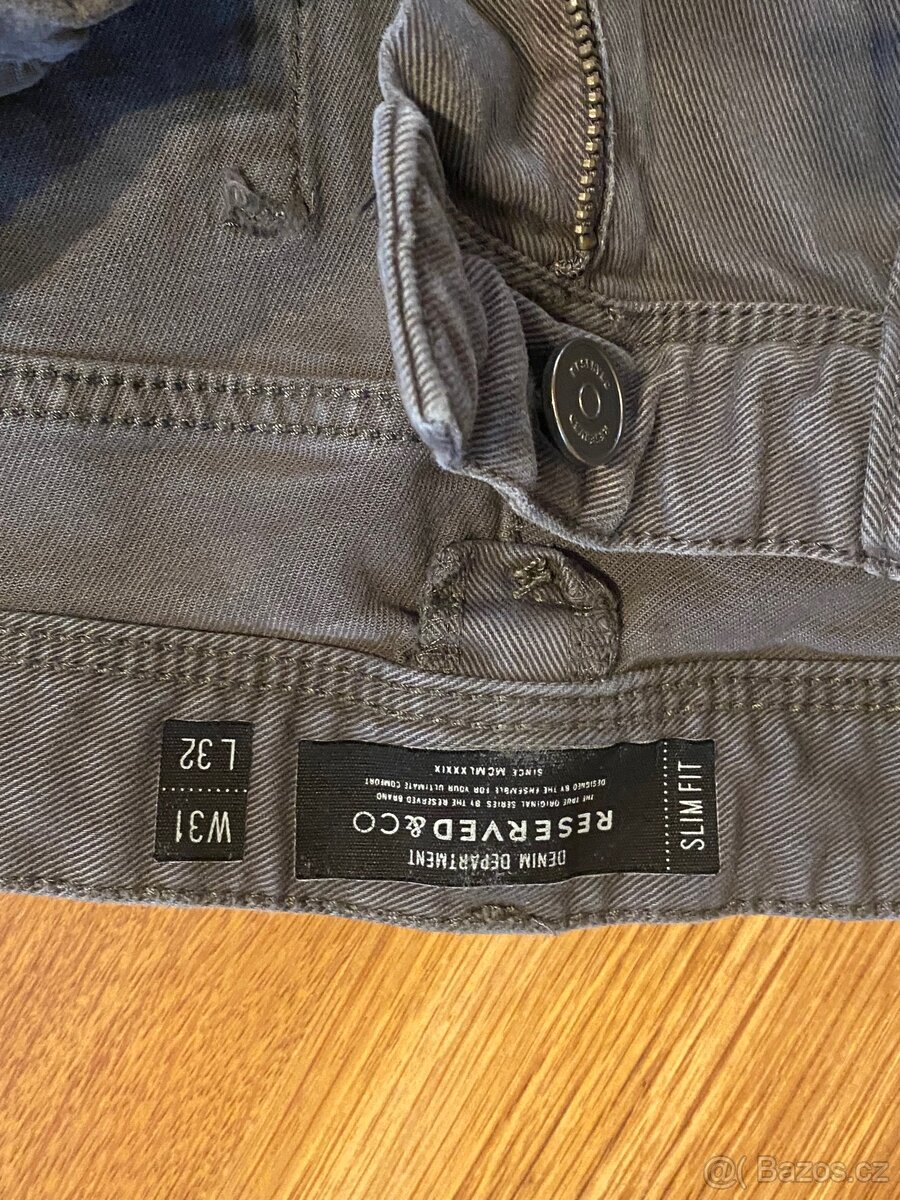 W31
L 32
DENIM DEPARTMENT
RESERVED&CO
THE TRUE ORIGINAL SERIES BY THE RESERVED BRAND
DESIGNED BY THE ENSEMBLE FOR YOUR ULTIMATE COMFORT
SINCE MCMLXXXIX
SLIM FIT
@( Bazos.cz